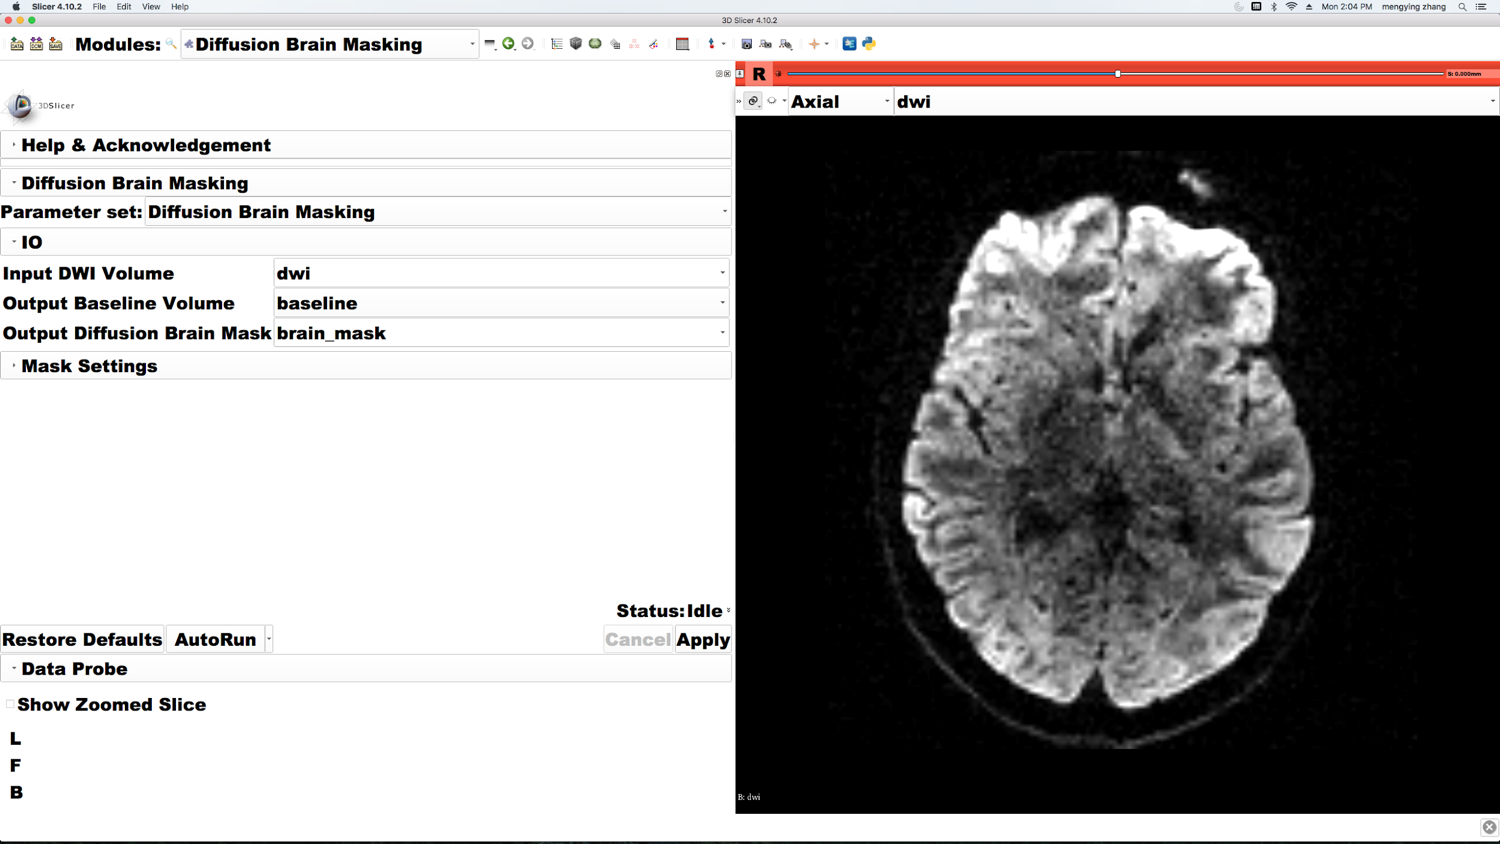 Slicer 4.10.2 File Edit View Help Mon 2:04 PM mengying zhang
3D Slicer 4.10.2
DATA DCM SAVE Modules: Diffusion Brain Masking
R S: 0.000mm
3DSlicer
Axial dwi
Help & Acknowledgement
Diffusion Brain Masking
Parameter set: Diffusion Brain Masking
IO
Input DWI Volume dwi
Output Baseline Volume baseline
Output Diffusion Brain Mask brain_mask
Mask Settings
Status: Idle
Restore Defaults AutoRun Cancel Apply
Data Probe
Show Zoomed Slice
L
F
B
B: dwi